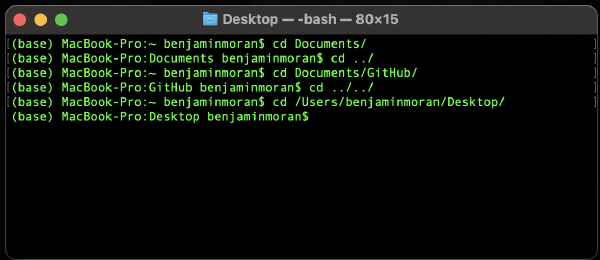 Desktop — -bash — 80×15
[(base) MacBook-Pro:~ benjaminmoran$ cd Documents/ ]
[(base) MacBook-Pro:Documents benjaminmoran$ cd ../ ]
[(base) MacBook-Pro:~ benjaminmoran$ cd Documents/GitHub/ ]
[(base) MacBook-Pro:GitHub benjaminmoran$ cd ../../ ]
[(base) MacBook-Pro:~ benjaminmoran$ cd /Users/benjaminmoran/Desktop/ ]
(base) MacBook-Pro:Desktop benjaminmoran$